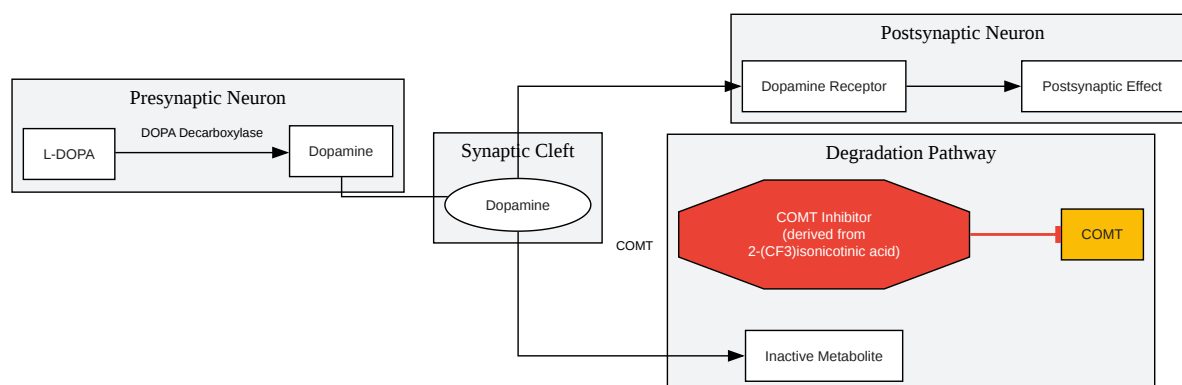 Postsynaptic Neuron
Dopamine Receptor
Postsynaptic Effect
Presynaptic Neuron
DOPA Decarboxylase
L-DOPA
Dopamine
Synaptic Cleft
Dopamine
COMT
Degradation Pathway
COMT Inhibitor
(derived from
2-(CF3)isonicotinic acid)
COMT
Inactive Metabolite